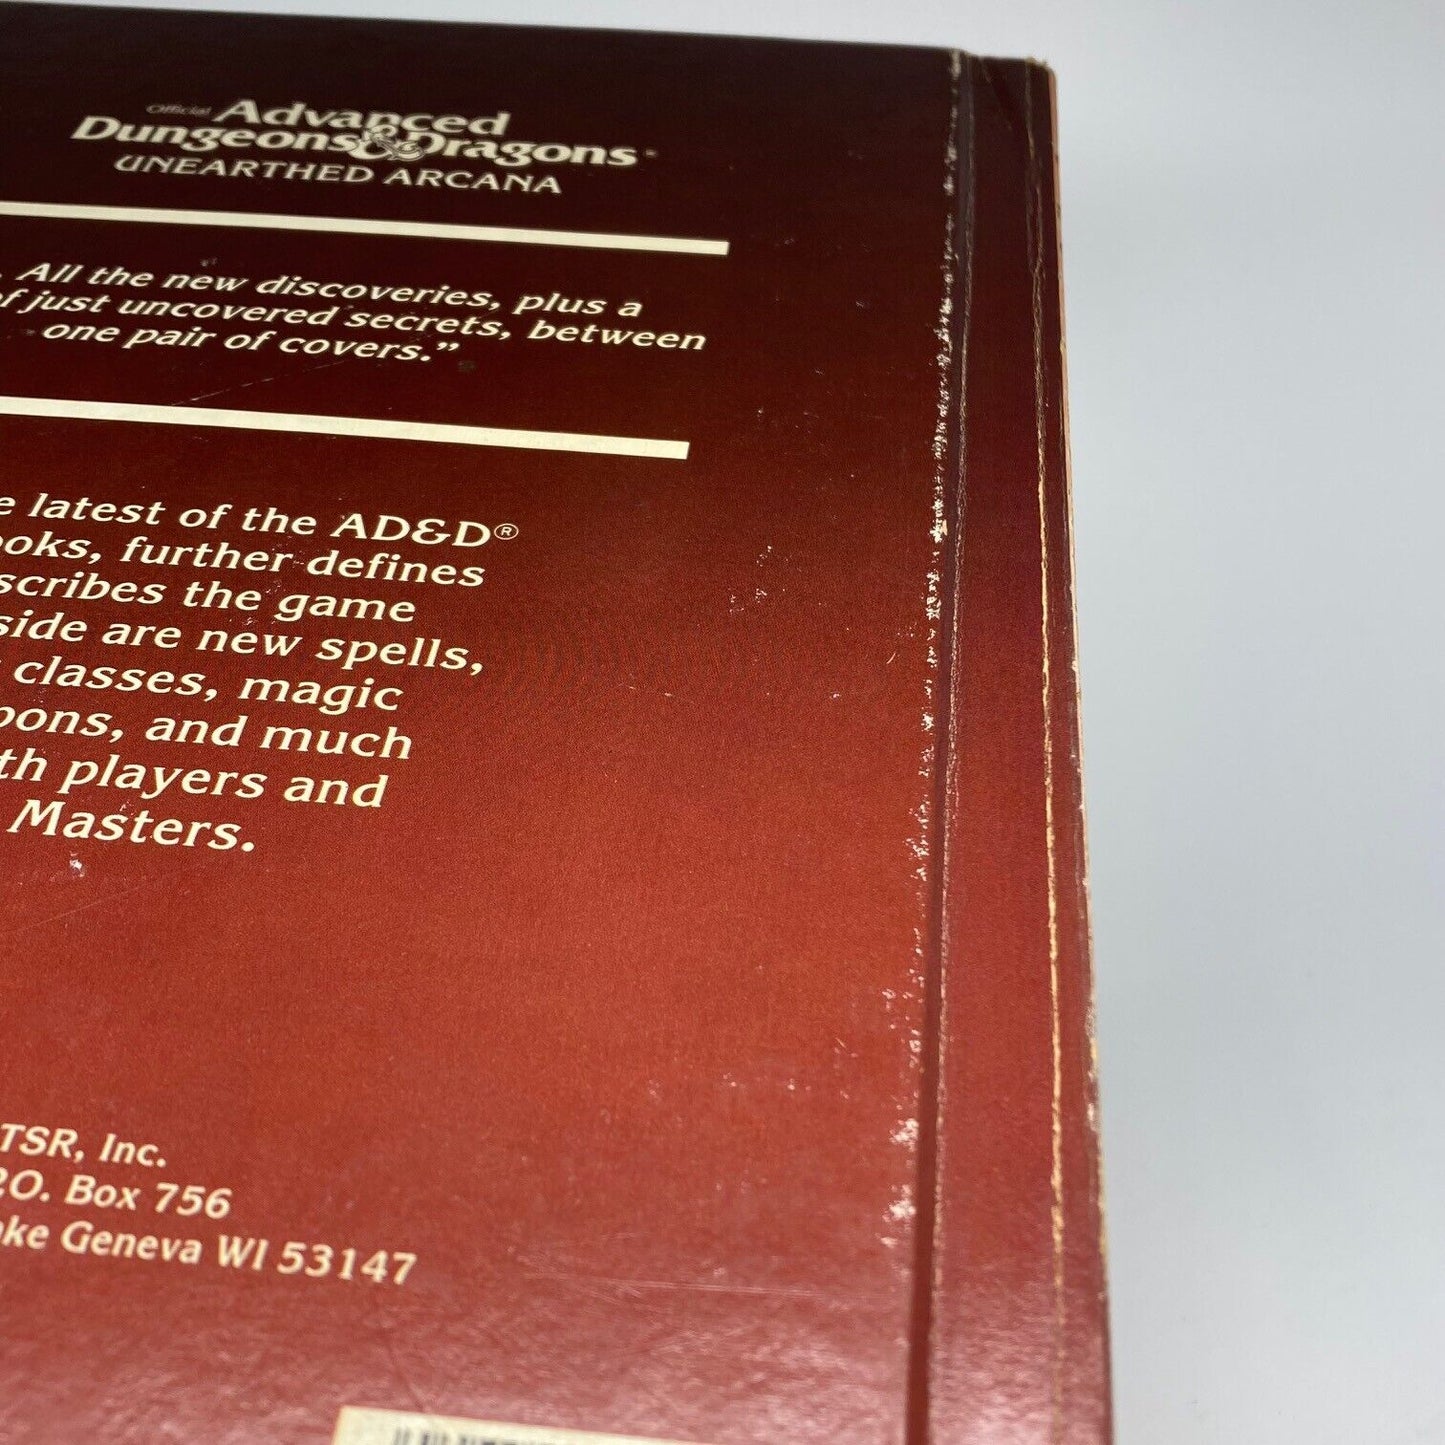 Official Advanced
Dungeons & Dragons
UNEARTHED ARCANA
. All the new discoveries, plus a
of just uncovered secrets, between
one pair of covers.”
e latest of the AD&D®
ooks, further defines
scribes the game
side are new spells,
classes, magic
pons, and much
th players and
Masters.
TSR, Inc.
P.O. Box 756
ake Geneva WI 53147